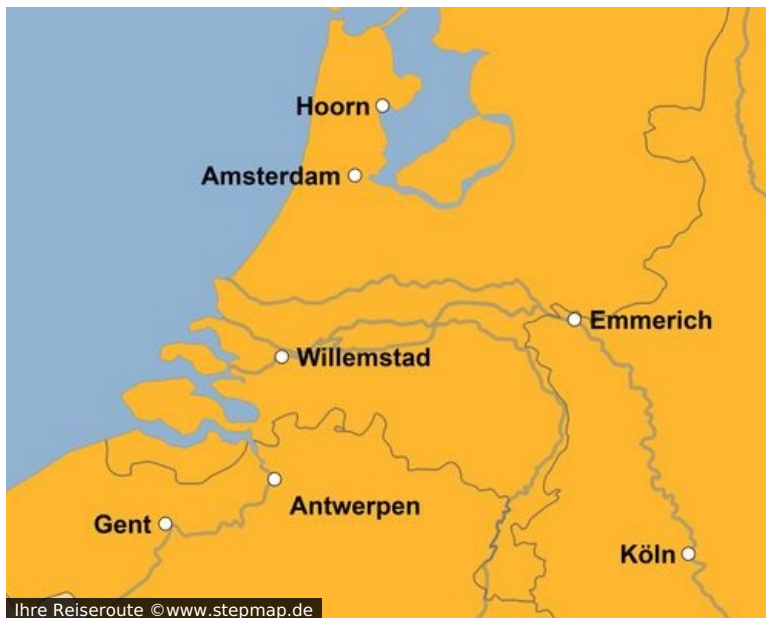 Hoorn
Amsterdam
Emmerich
Willemstad
Antwerpen
Gent
Köln
Ihre Reiseroute ©www.stepmap.de